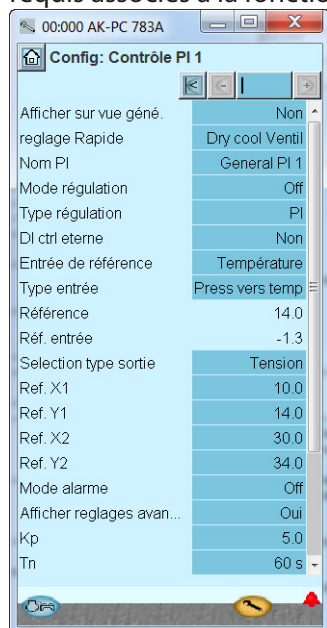 requis associés à la fonctio
00:000 AK-PC 783A
Config: Contrôle PI 1
Afficher sur vue géné. Non
reglage Rapide Dry cool Ventil
Nom PI General PI 1
Mode régulation Off
Type régulation PI
DI ctrl eterne Non
Entrée de référence Température
Type entrée Press vers temp
Référence 14.0
Réf. entrée -1.3
Selection type sortie Tension
Ref. X1 10.0
Ref. Y1 14.0
Ref. X2 30.0
Ref. Y2 34.0
Mode alarme Off
Afficher reglages avan... Oui
Kp 5.0
Tn 60 s